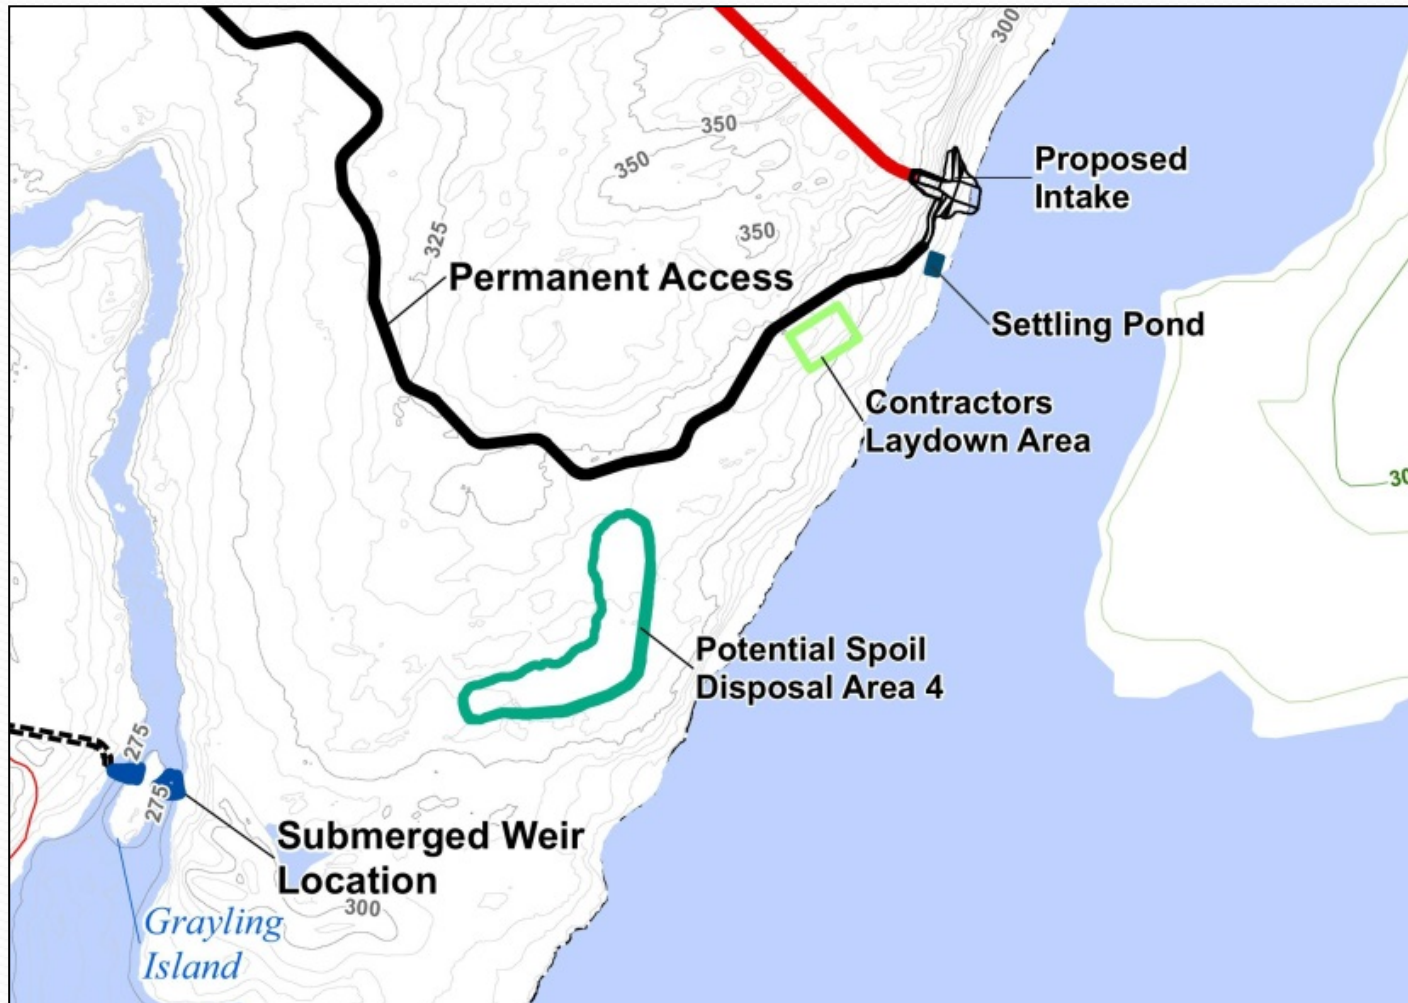 300
350
350
350
325
Proposed
Intake
Permanent Access
Settling Pond
Contractors
Laydown Area
30
Potential Spoil
Disposal Area 4
275
275
Submerged Weir
Location
300
Grayling
Island